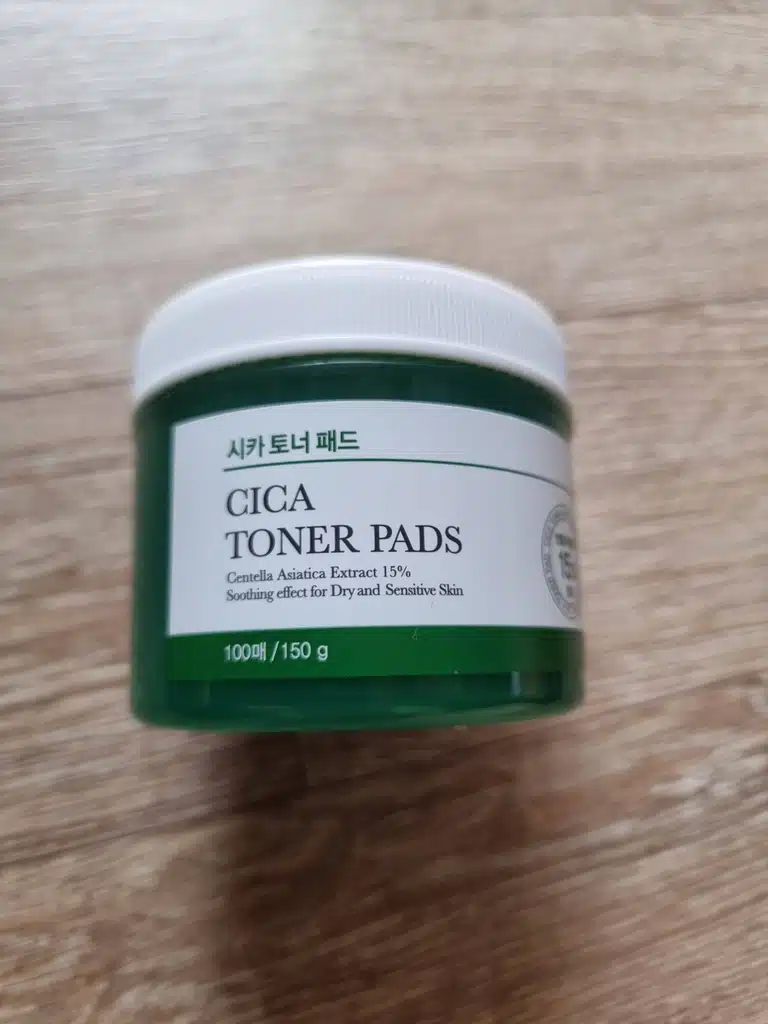 시카 토너 패드
CICA
TONER PADS
Centella Asiatica Extract 15%
Soothing effect for Dry and Sensitive Skin
100매 / 150 g